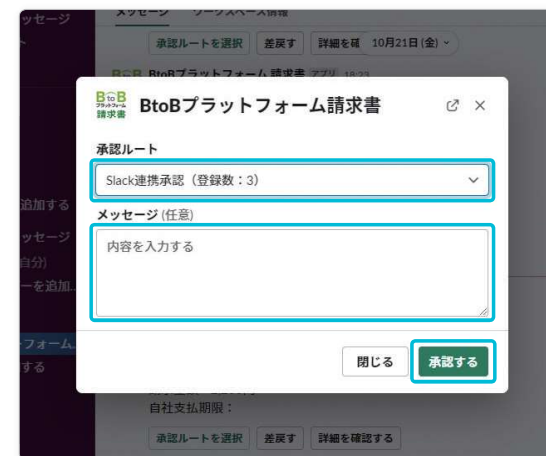 メッセージ ワークスペース情報
ッセージ
承認ルートを選択 差戻す 詳細を確 10月21日(金)
BtoB BtoBプラットフォーム 請求書 アプリ 18:23
BtoB プラットフォーム 請求書 BtoBプラットフォーム請求書
承認ルート
Slack連携承認（登録数：3）
追加する
メッセージ (任意)
ッセージ
内容を入力する
自分)
ーを追加..
フォーム.
閉じる 承認する
する
自社支払期限：
承認ルートを選択 差戻す 詳細を確認する